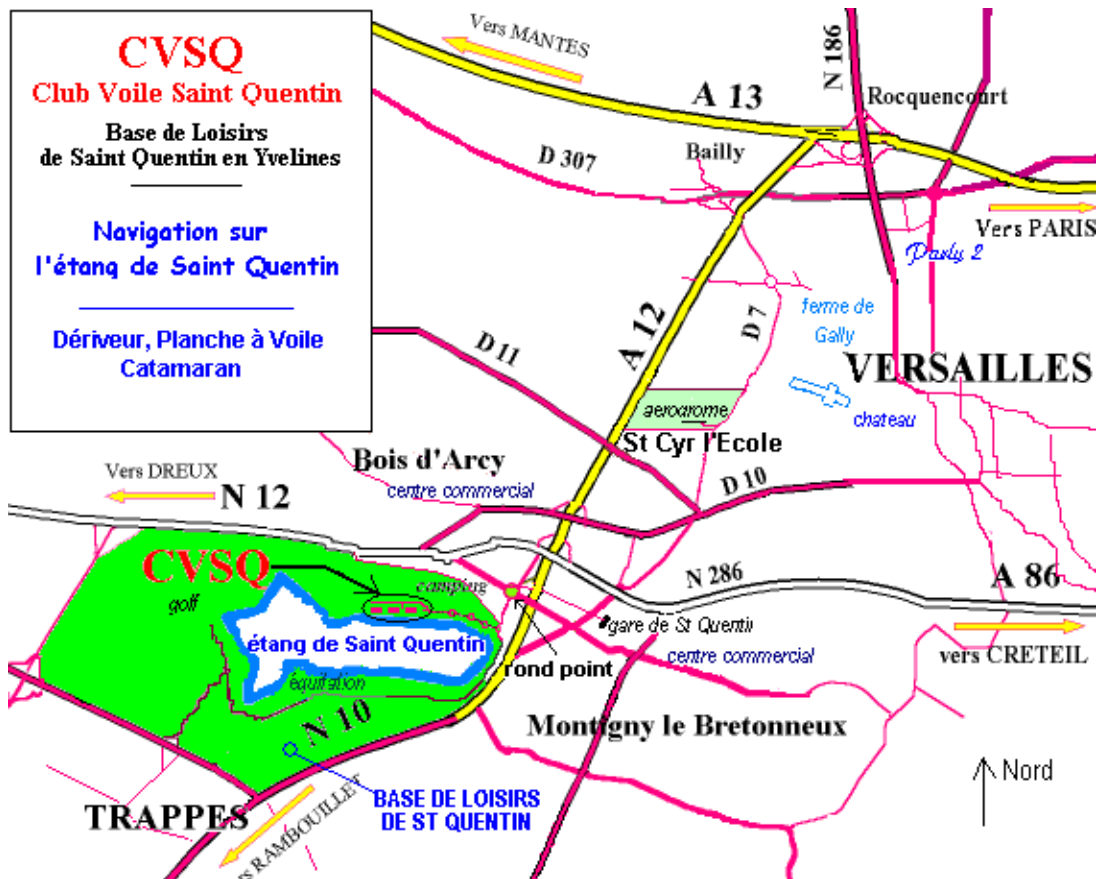 CVSQ
Club Voile Saint Quentin
Base de Loisirs
de Saint Quentin en Yvelines
Navigation sur
l'étang de Saint Quentin
Dériveur, Planche à Voile
Catamaran
Vers MANTES
A 13
N 186
Rocquencourt
Bailly
D 307
Vers PARIS
Parly 2
A 12
D 7
ferme de
Gally
D 11
VERSAILLES
aerodrome
chateau
St Cyr l'Ecole
Bois d'Arcy
Vers DREUX
centre commercial
D 10
N 12
CVSQ
camping
N 286
A 86
golf
gare de St Quentin
étang de Saint Quentin
centre commercial
vers CRETEIL
rond point
équitation
N 10
Montigny le Bretonneux
Nord
BASE DE LOISIRS
DE ST QUENTIN
TRAPPES
RAMBOUILLET